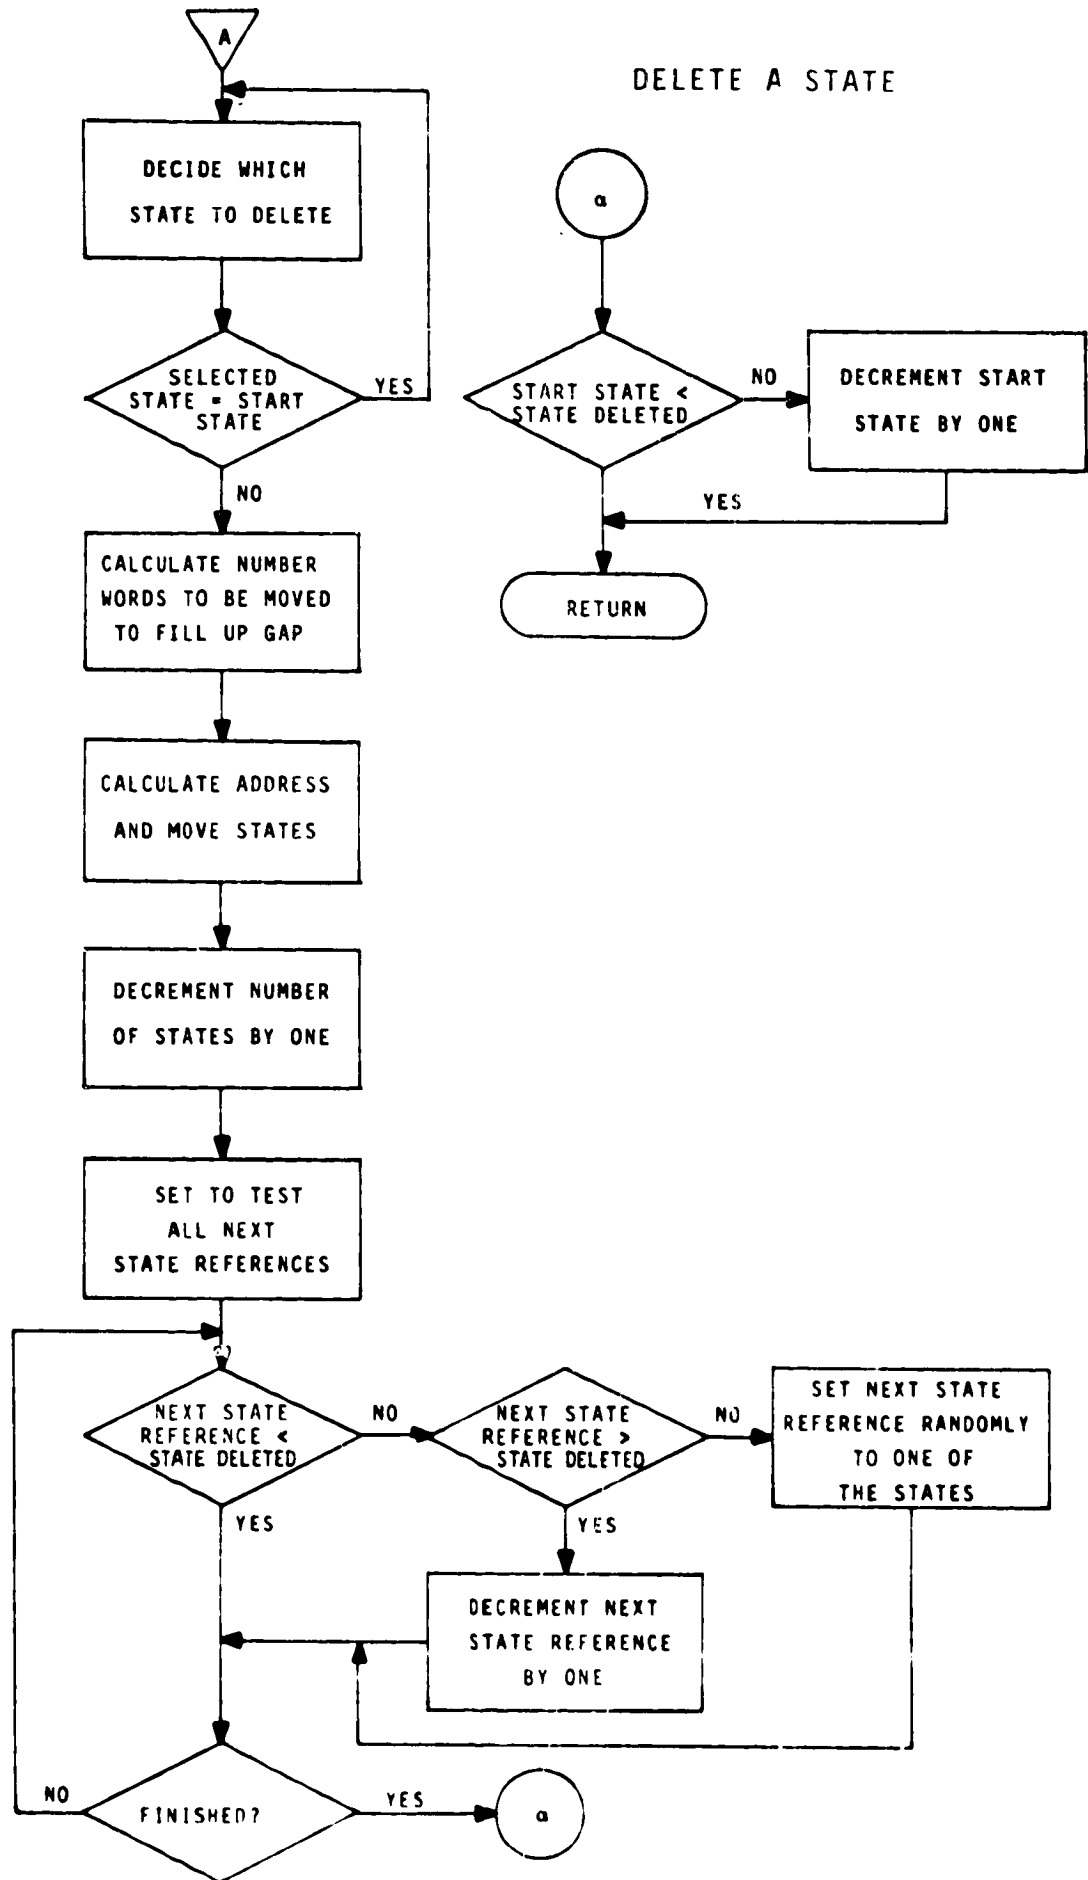 A
DELETE A STATE
DECIDE WHICH
STATE TO DELETE
SELECTED
STATE = START
STATE
YES
NO
CALCULATE NUMBER
WORDS TO BE MOVED
TO FILL UP GAP
CALCULATE ADDRESS
AND MOVE STATES
DECREMENT NUMBER
OF STATES BY ONE
SET TO TEST
ALL NEXT
STATE REFERENCES
NEXT STATE
REFERENCE <
STATE DELETED
NO
YES
NEXT STATE
REFERENCE >
STATE DELETED
NO
YES
SET NEXT STATE
REFERENCE RANDOMLY
TO ONE OF
THE STATES
DECREMENT NEXT
STATE REFERENCE
BY ONE
FINISHED?
NO
YES
α
α
START STATE <
STATE DELETED
NO
DECREMENT START
STATE BY ONE
YES
RETURN